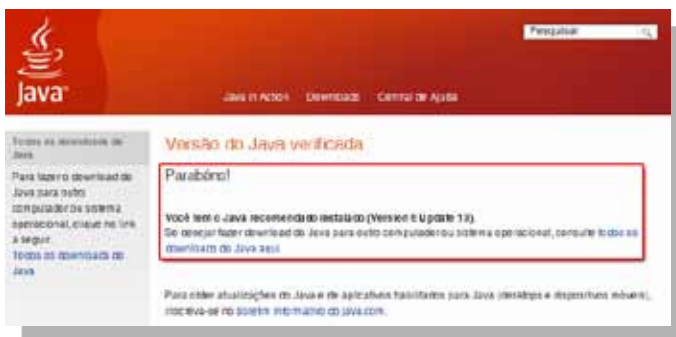 Pesquisar
Java
Java in Action Downloads Central de Ajuda
Todos os downloads do
Java
Para fazer o download do
Java para outro
computador ou sistema
operacional, clique no link
a seguir.
Todos os downloads do
Java
Versão do Java verificada
Parabéns!
Você tem o Java recomendado instalado (Version 6 Update 13).
Se desejar fazer download do Java para outro computador ou sistema operacional, consulte todos os
downloads do Java aqui.
Para obter atualizações do Java e de aplicativos habilitados para Java (desktops e dispositivos móveis),
inscreva-se no boletim informativo do java.com.